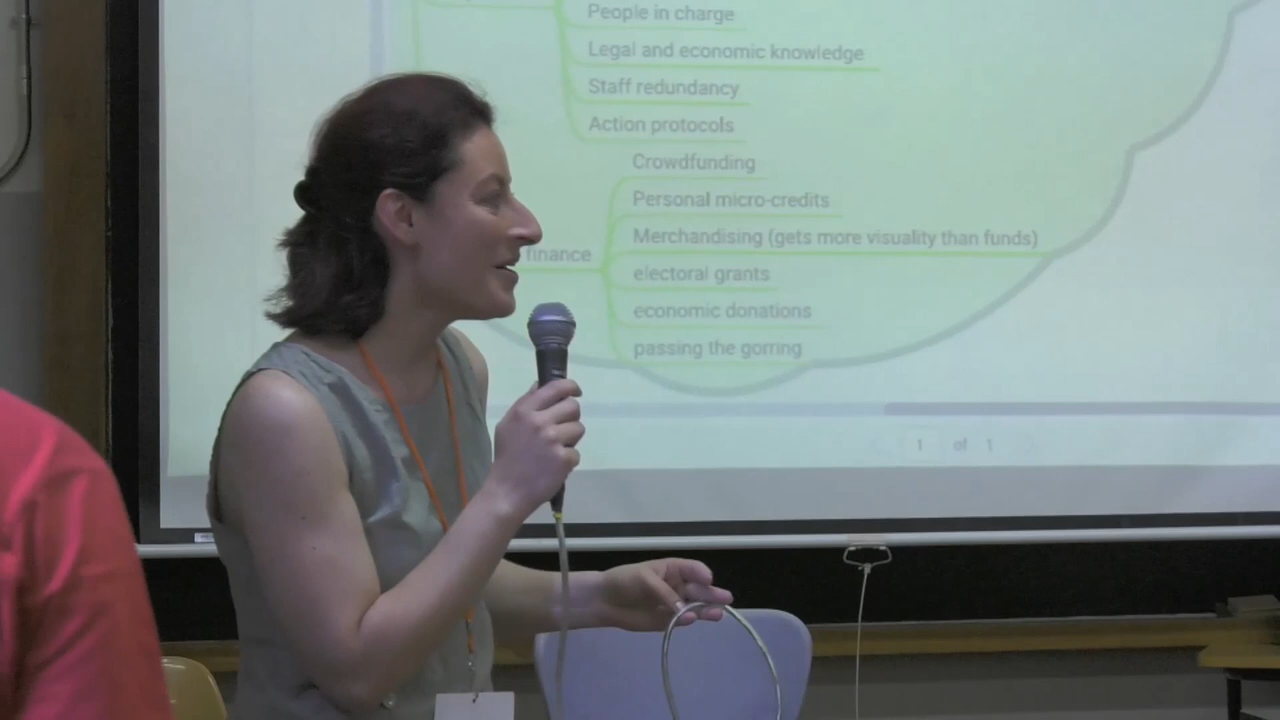 People in charge
Legal and economic knowledge
Staff redundancy
Action protocols
Crowdfunding
Personal micro-credits
Merchandising (gets more visuality than funds)
finance
electoral grants
economic donations
passing the gorring
1 of 1